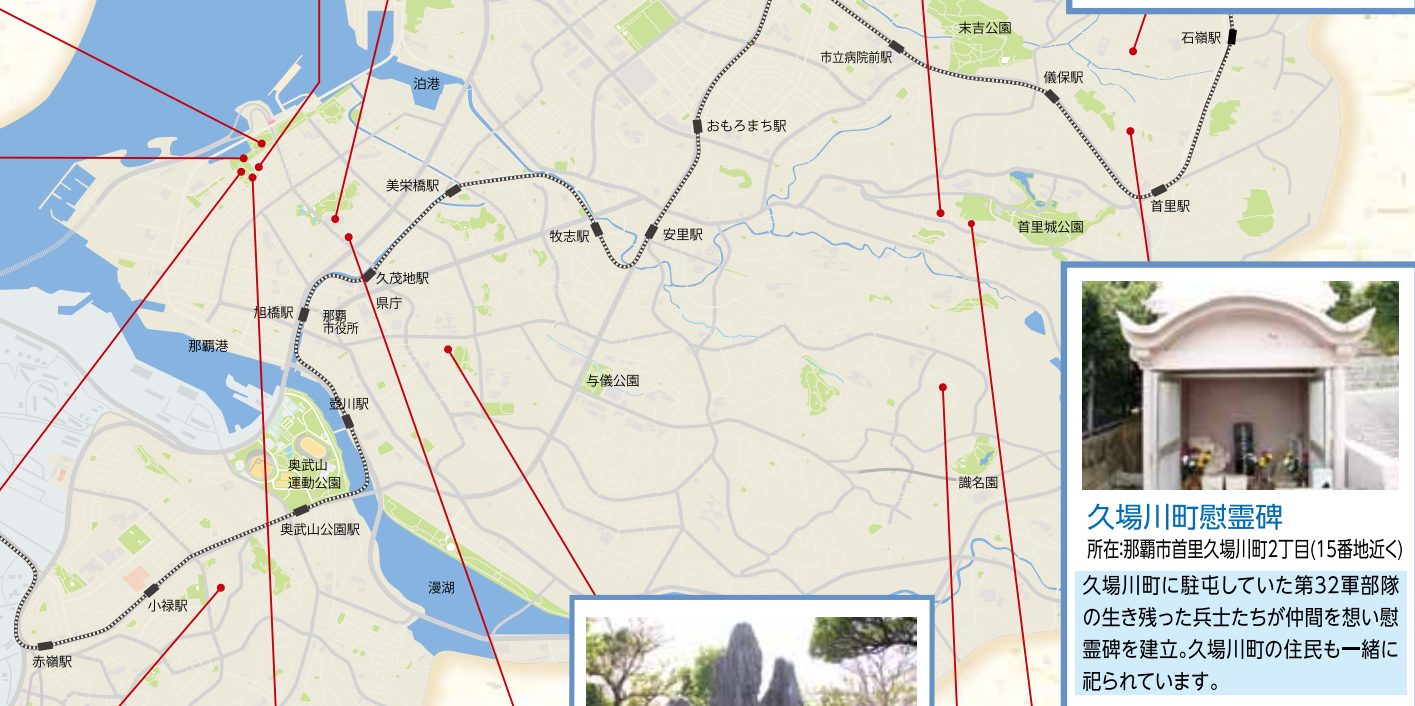 末吉公園
石嶺駅
市立病院前駅
儀保駅
泊港
おもろまち駅
美栄橋駅
首里駅
首里城公園
牧志駅
安里駅
久茂地駅
県庁
旭橋駅
那覇
市役所
那覇港
与儀公園
壺川駅
奥武山
運動公園
識名園
奥武山公園駅
漫湖
小禄駅
赤嶺駅
久場川町慰霊碑
所在:那覇市首里久場川町2丁目(15番地近く)
久場川町に駐屯していた第32軍部隊
の生き残った兵士たちが仲間を想い慰
霊碑を建立。久場川町の住民も一緒に
祀られています。